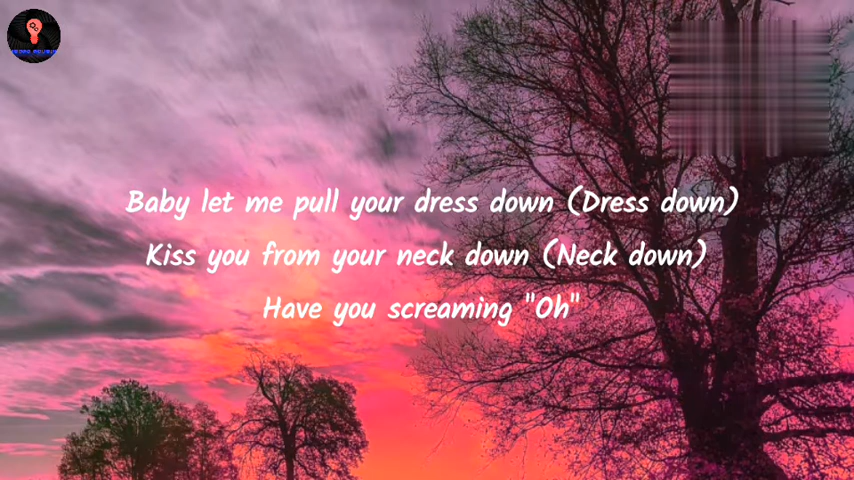 Baby let me pull your dress down (Dress down)
Kiss you from your neck down (Neck down)
Have you screaming "Oh"